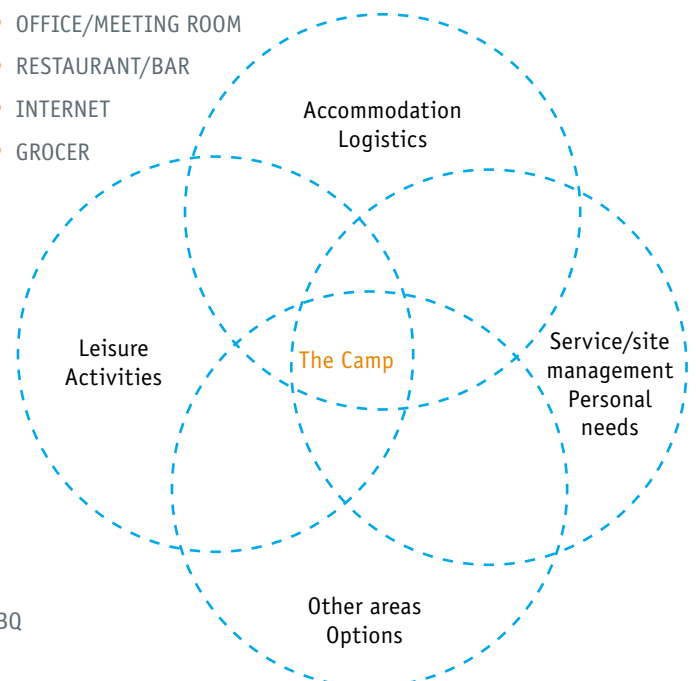 OFFICE/MEETING ROOM
RESTAURANT/BAR
INTERNET
GROCER
Accommodation
Logistics
Leisure
Activities
The Camp
Service/site
management
Personal
needs
Other areas
Options
BQ